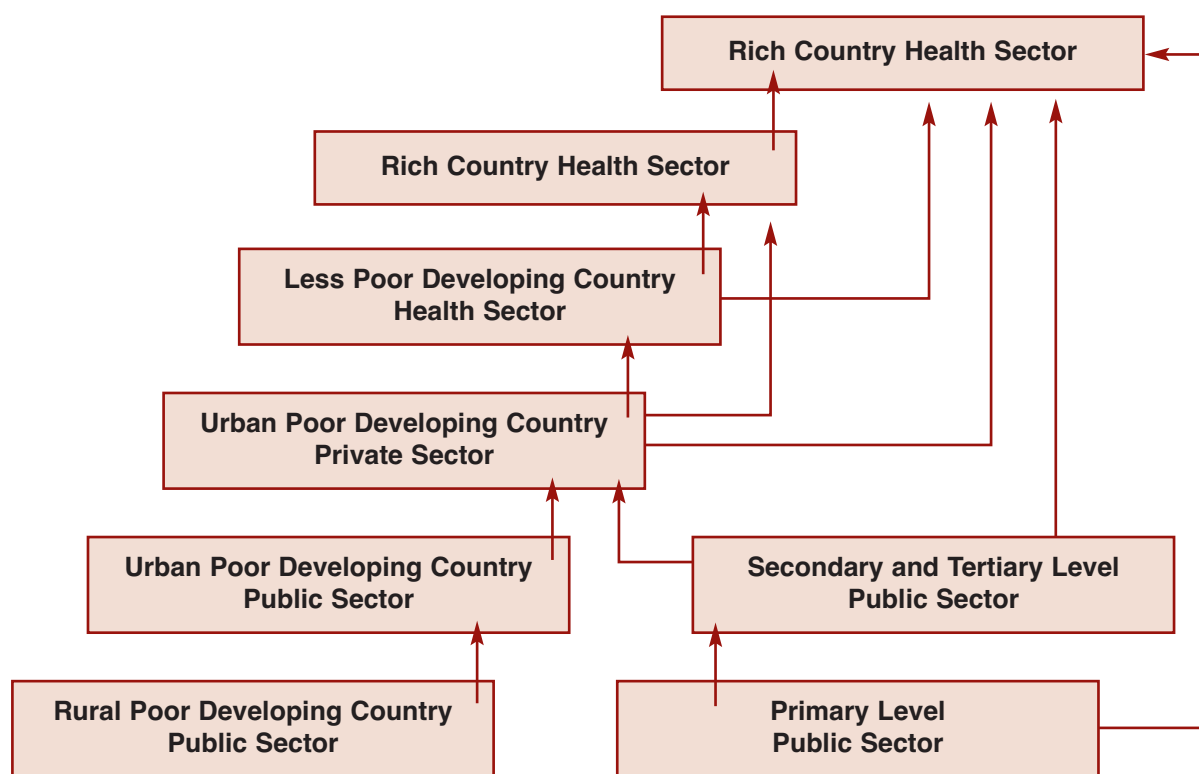 Rich Country Health Sector
Rich Country Health Sector
Less Poor Developing Country
Health Sector
Urban Poor Developing Country
Private Sector
Urban Poor Developing Country
Public Sector
Secondary and Tertiary Level
Public Sector
Rural Poor Developing Country
Public Sector
Primary Level
Public Sector